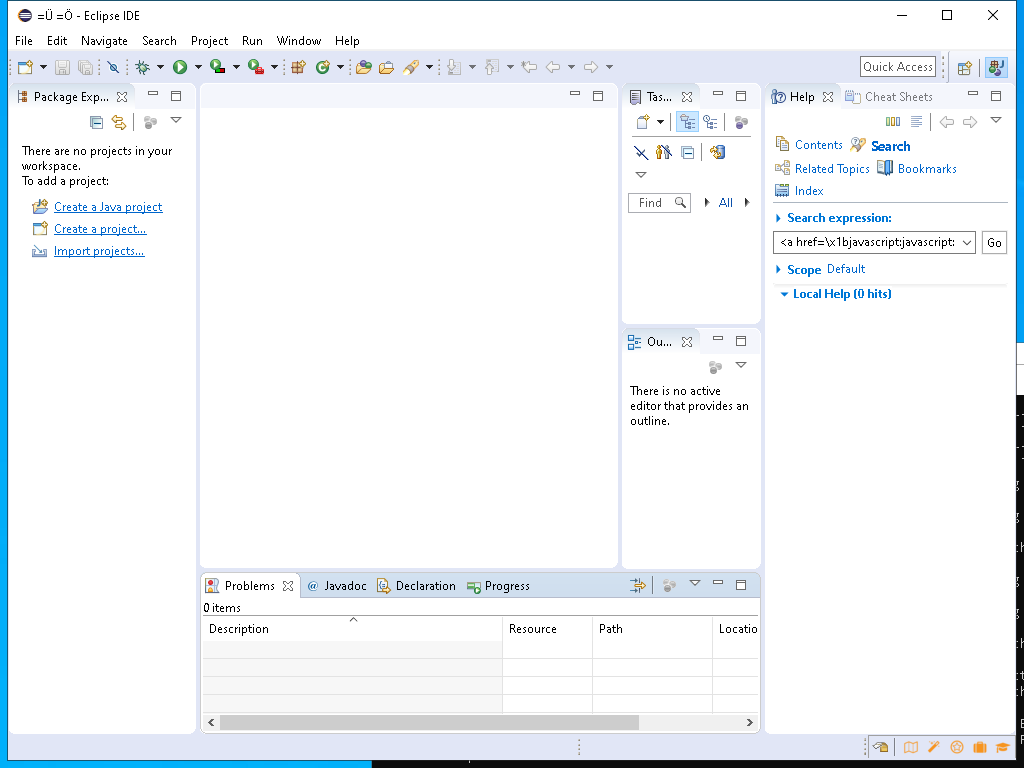 =Ü =Ö - Eclipse IDE
File Edit Navigate Search Project Run Window Help
Quick Access
Package Exp...
There are no projects in your
workspace.
To add a project:
Create a Java project
Create a project...
Import projects...
Tas...
Find
All
Ou...
There is no active
editor that provides an
outline.
Help
Cheat Sheets
Contents
Search
Related Topics
Bookmarks
Index
Search expression:
<a href=\x1bjavascript:javascript:
Go
Scope Default
Local Help (0 hits)
Problems
@ Javadoc
Declaration
Progress
0 items
Description Resource Path Locatio